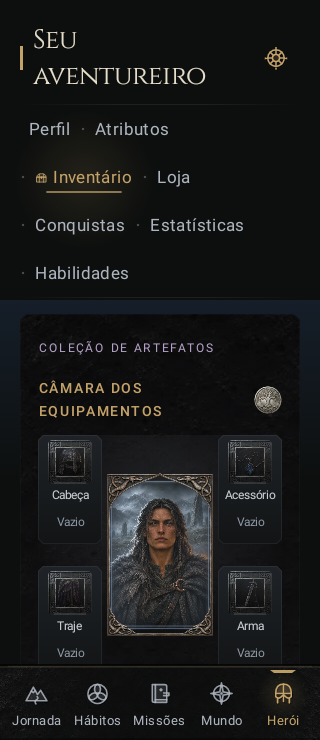 Seu
aventureiro
Perfil · Atributos
· Inventário · Loja
· Conquistas · Estatísticas
· Habilidades
COLEÇÃO DE ARTEFATOS
CÂMARA DOS
EQUIPAMENTOS
Cabeça
Vazio
Acessório
Vazio
Traje
Vazio
Arma
Vazio
Jornada Hábitos Missões Mundo Herói